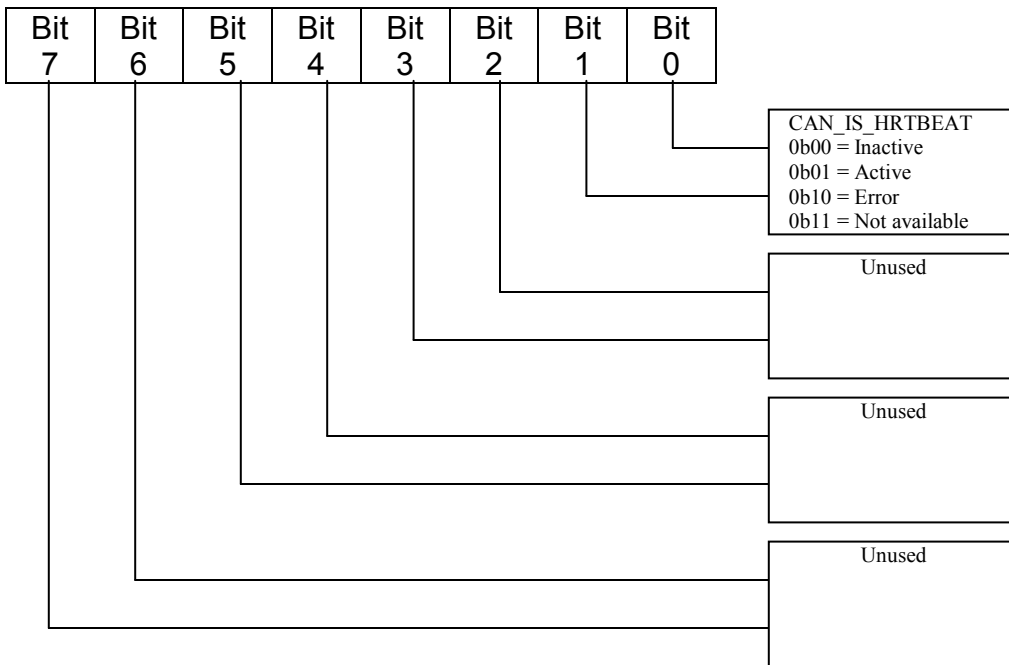 Bit Bit Bit Bit Bit Bit Bit Bit
7 6 5 4 3 2 1 0
CAN_IS_HRTBEAT
0b00 = Inactive
0b01 = Active
0b10 = Error
0b11 = Not available
Unused
Unused
Unused